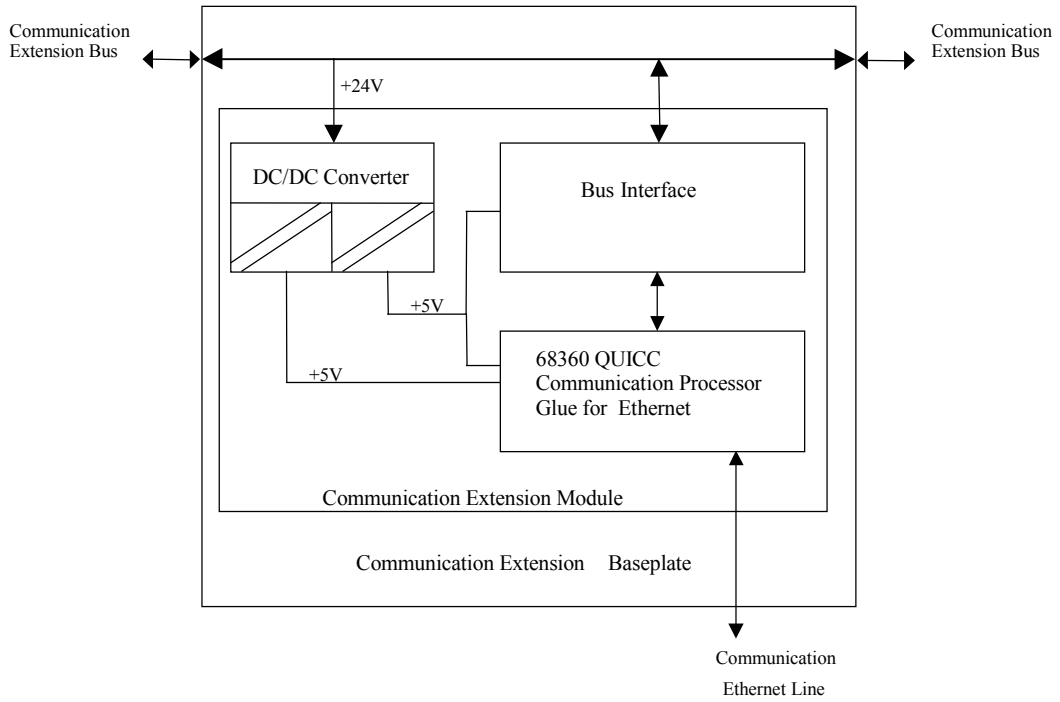 Communication
Extension Bus
Communication
Extension Bus
+24V
DC/DC Converter
Bus Interface
+5V
68360 QUICC
Communication Processor
Glue for Ethernet
+5V
Communication Extension Module
Communication Extension Baseplate
Communication
Ethernet Line